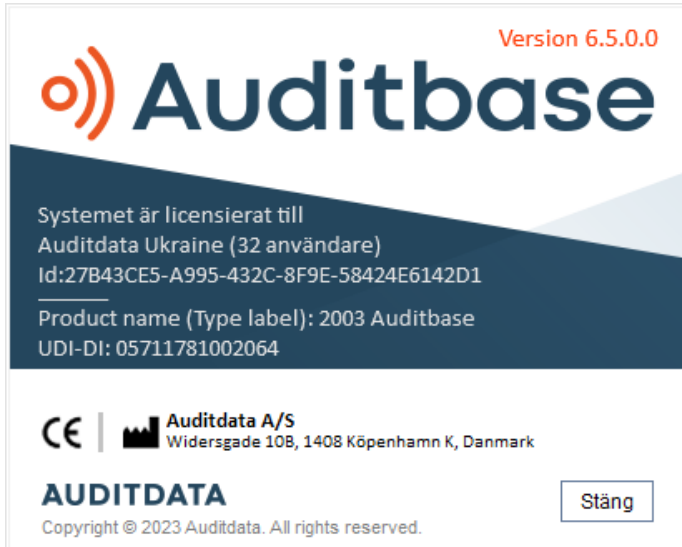 Version 6.5.0.0
Auditbase
Systemet är licensierat till
Auditdata Ukraine (32 användare)
Id:27B43CE5-A995-432C-8F9E-58424E6142D1
Product name (Type label): 2003 Auditbase
UDI-DI: 05711781002064
CE
Auditdata A/S
Widersgade 10B, 1408 Köpenhamn K, Danmark
AUDITDATA
Stäng
Copyright © 2023 Auditdata. All rights reserved.